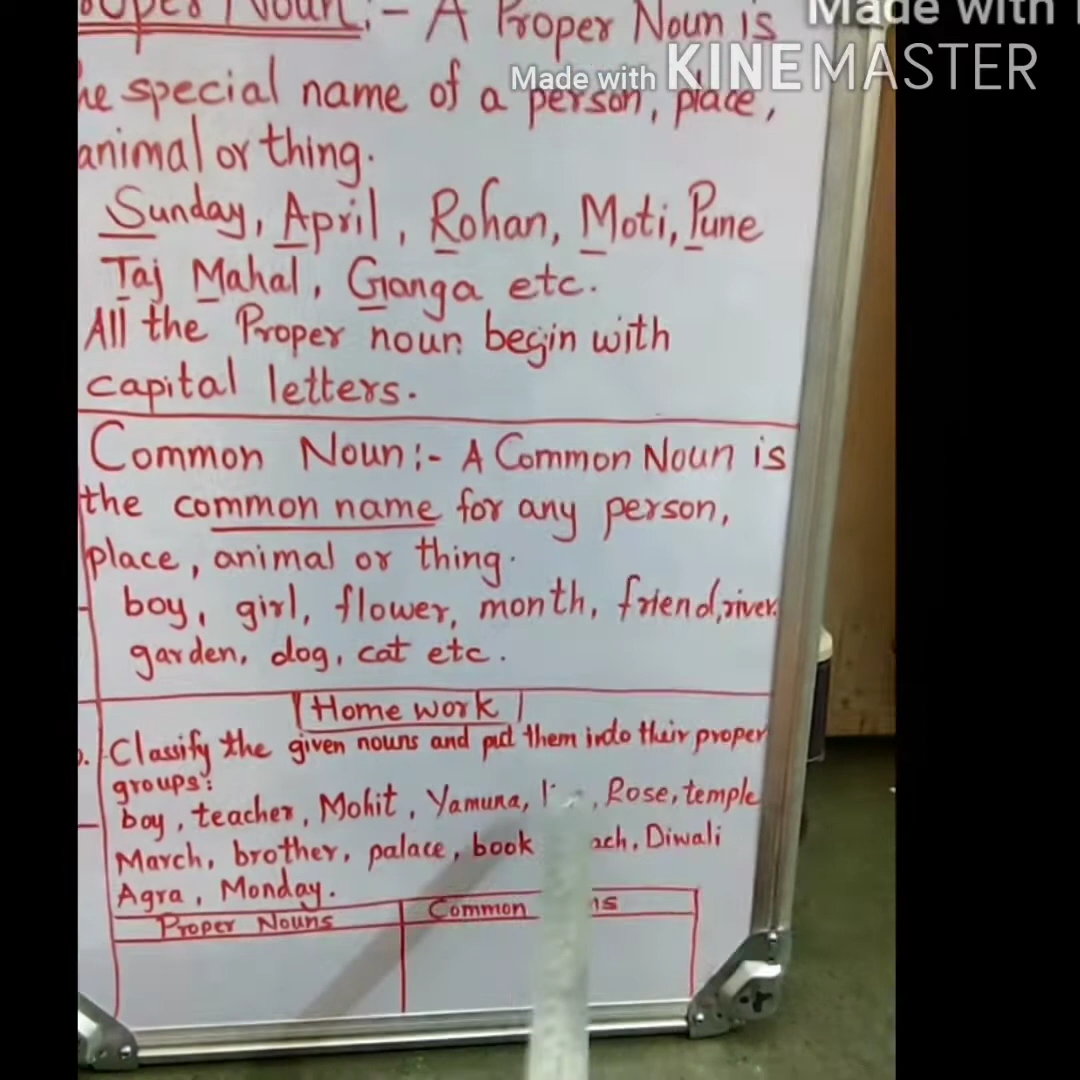 Made with
Made with KINEMASTER
Noun:- A Proper Noun is
special name of a person, place,
animal or thing.
Sunday, April, Rohan, Moti, Pune
Taj Mahal, Ganga etc.
All the Proper noun begin with
capital letters.
Common Noun:- A Common Noun is
the common name for any person,
place, animal or thing.
boy, girl, flower, month, friend, river.
garden, dog, cat etc.
Home work
Classify the given nouns and put them into their proper
groups:
boy, teacher, Mohit, Yamuna, Rose, temple
March, brother, palace, book Diwali
Agra, Monday.
Proper Nouns Common